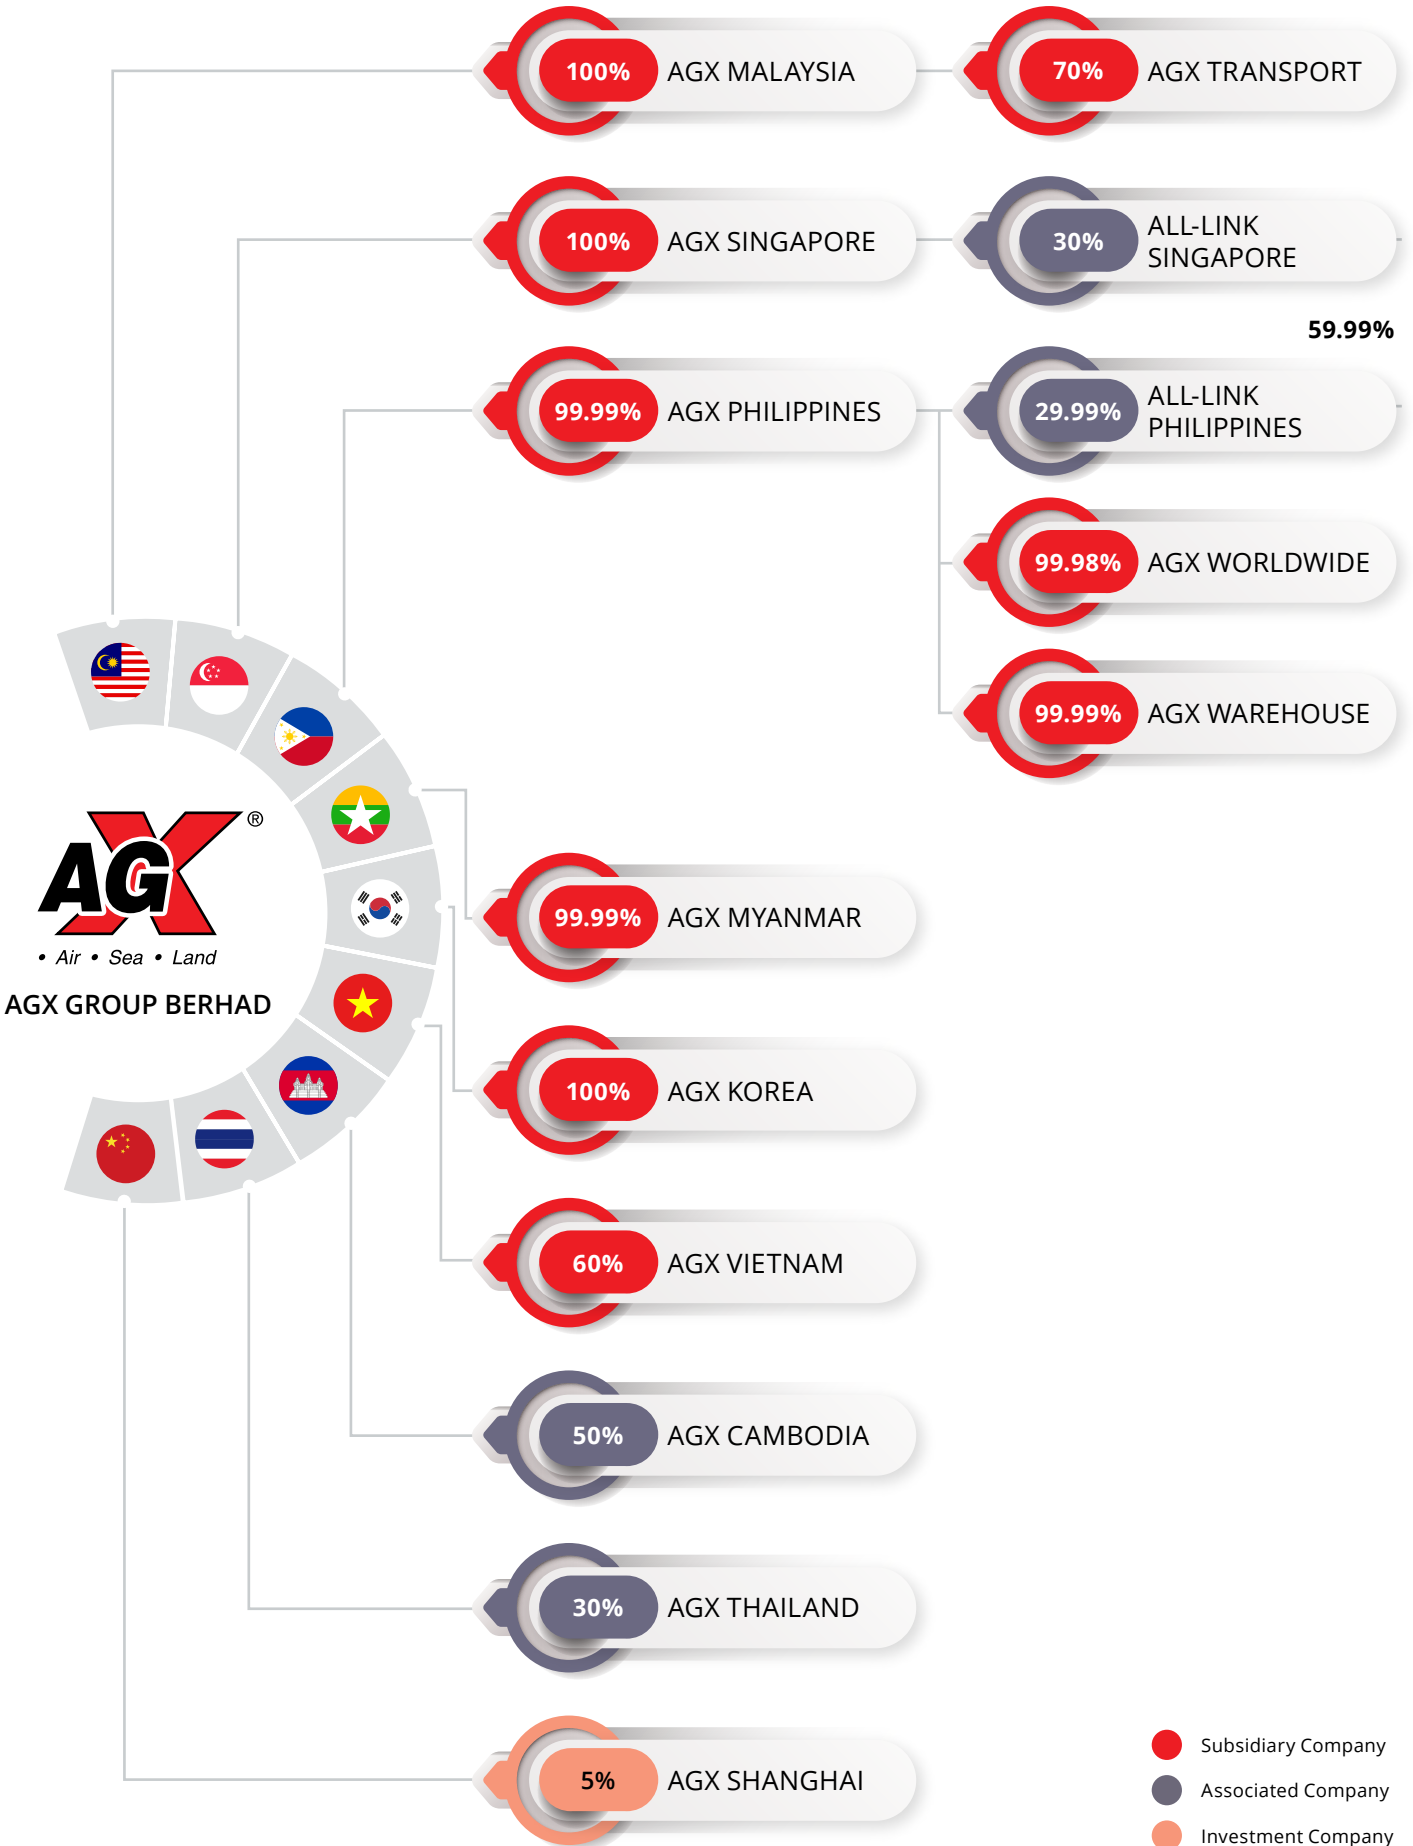 100% AGX MALAYSIA
70% AGX TRANSPORT
100% AGX SINGAPORE
30% ALL-LINK
SINGAPORE
59.99%
99.99% AGX PHILIPPINES
29.99% ALL-LINK
PHILIPPINES
99.98% AGX WORLDWIDE
99.99% AGX WAREHOUSE
AGX ®
• Air • Sea • Land
AGX GROUP BERHAD
99.99% AGX MYANMAR
100% AGX KOREA
60% AGX VIETNAM
50% AGX CAMBODIA
30% AGX THAILAND
5% AGX SHANGHAI
Subsidiary Company
Associated Company
Investment Company